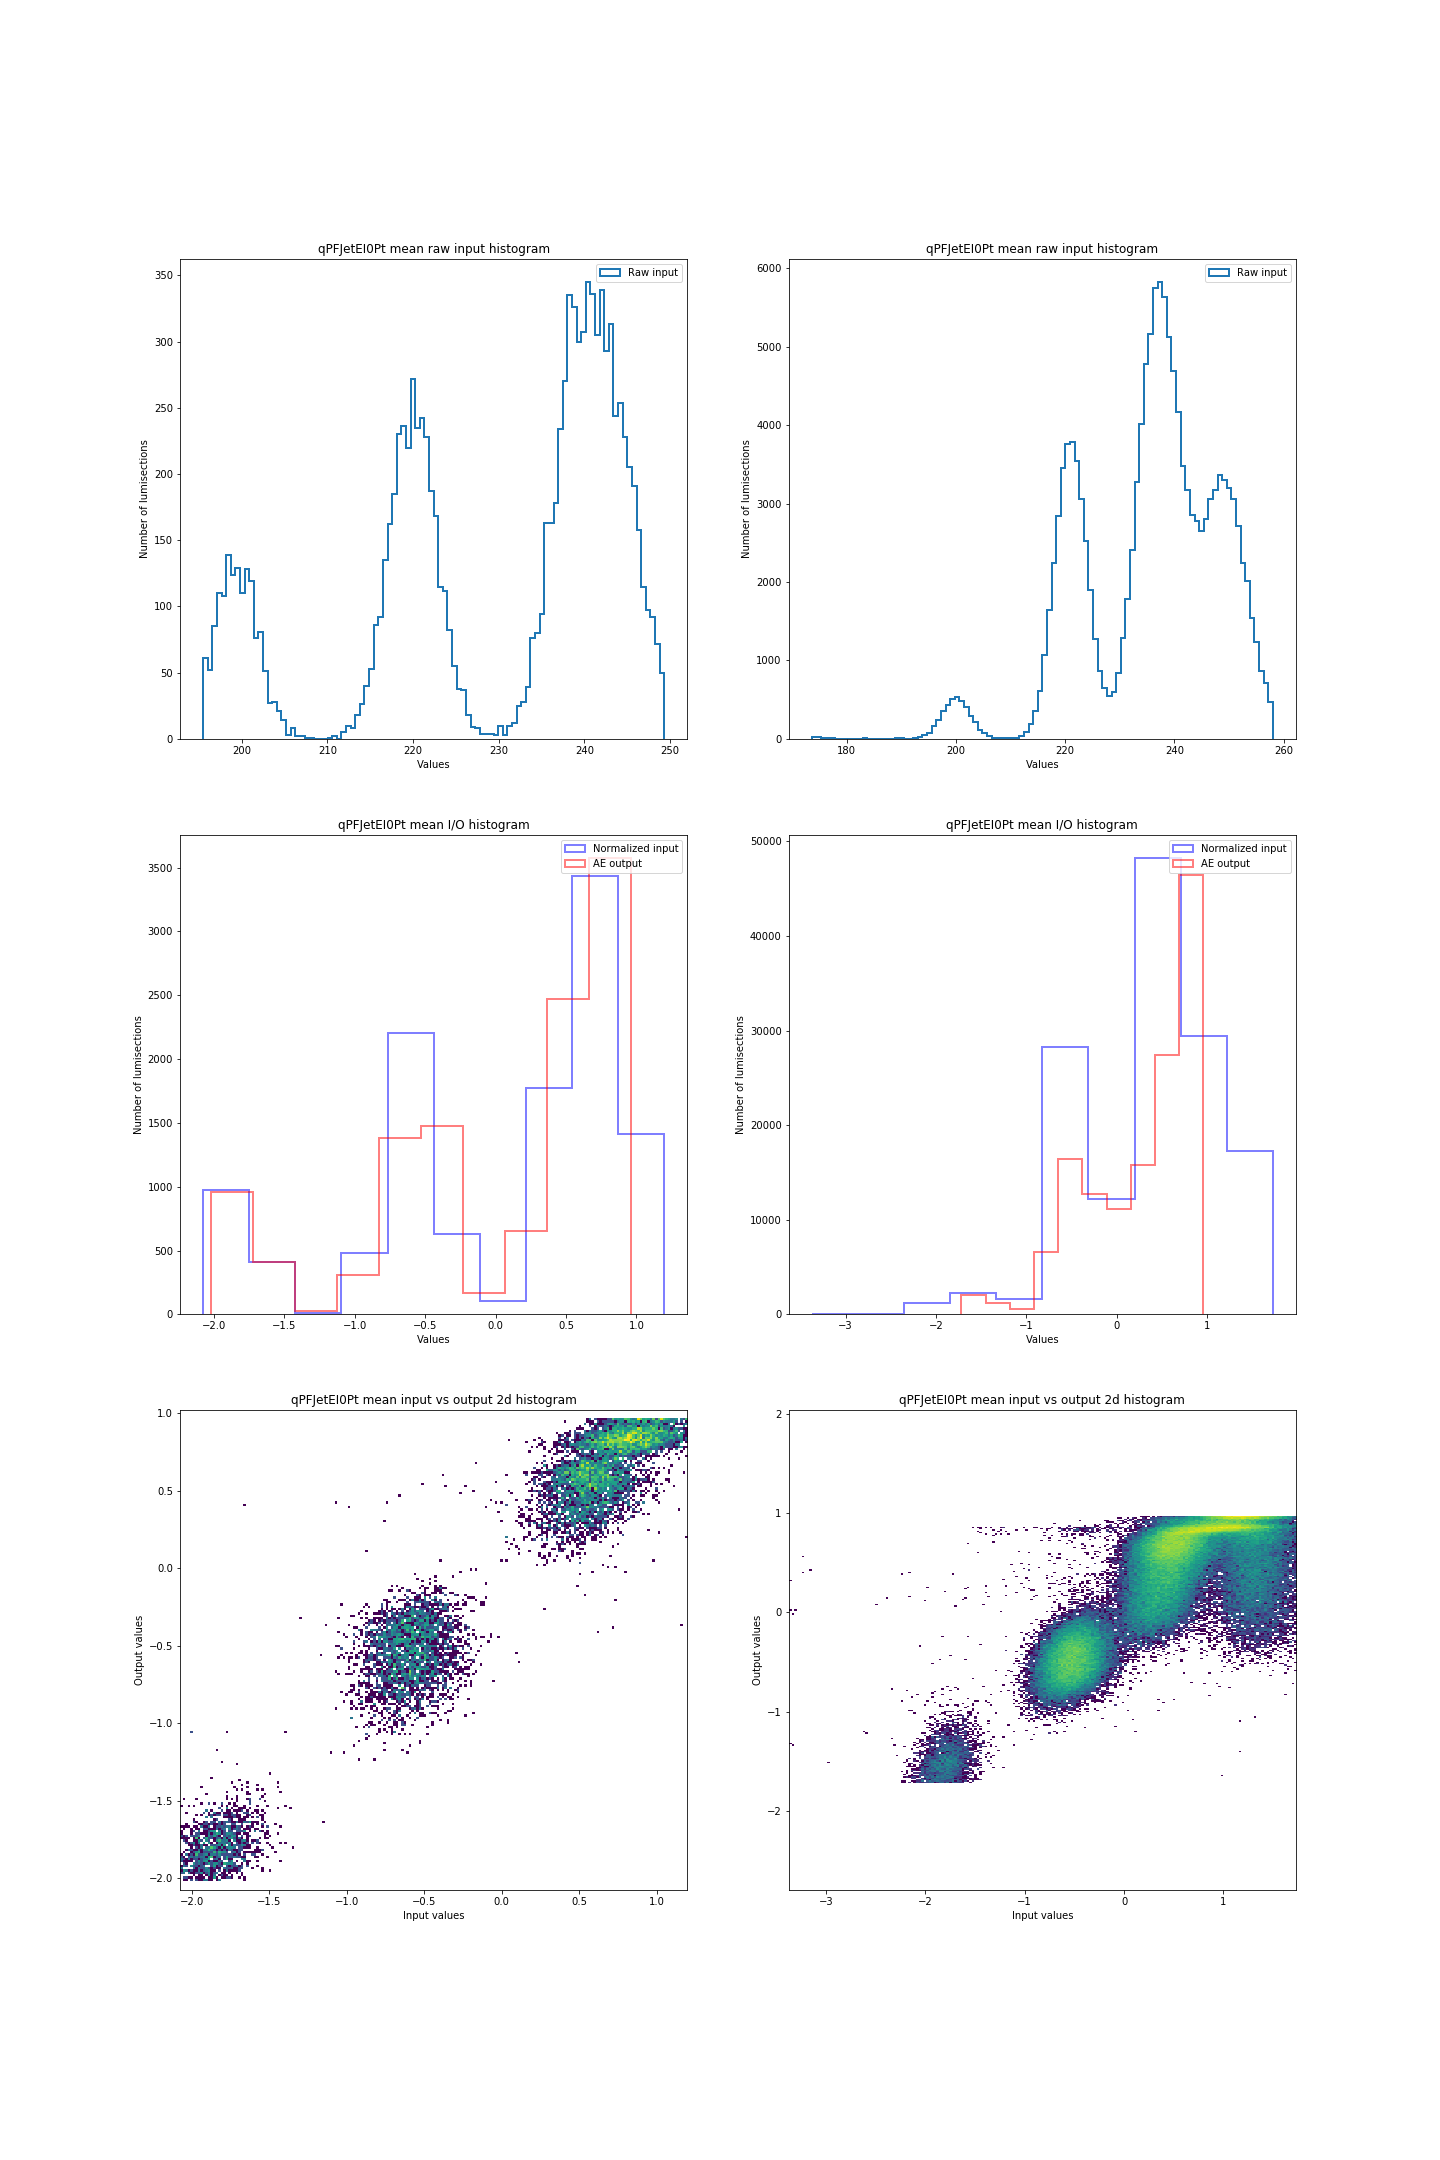 qPFJetEI0Pt mean raw input histogram
Raw input
350
300
250
200
150
100
50
0
Number of lumisections
200 210 220 230 240 250
Values
qPFJetEI0Pt mean raw input histogram
Raw input
6000
5000
4000
3000
2000
1000
0
Number of lumisections
180 200 220 240 260
Values
qPFJetEI0Pt mean I/O histogram
Normalized input
AE output
3500
3000
2500
2000
1500
1000
500
0
Number of lumisections
−2.0 −1.5 −1.0 −0.5 0.0 0.5 1.0
Values
qPFJetEI0Pt mean I/O histogram
Normalized input
AE output
50000
40000
30000
20000
10000
0
Number of lumisections
−3 −2 −1 0 1
Values
qPFJetEI0Pt mean input vs output 2d histogram
1.0
0.5
0.0
−0.5
−1.0
−1.5
−2.0
Output values
−2.0 −1.5 −1.0 −0.5 0.0 0.5 1.0
Input values
qPFJetEI0Pt mean input vs output 2d histogram
2
1
0
−1
−2
Output values
−3 −2 −1 0 1
Input values